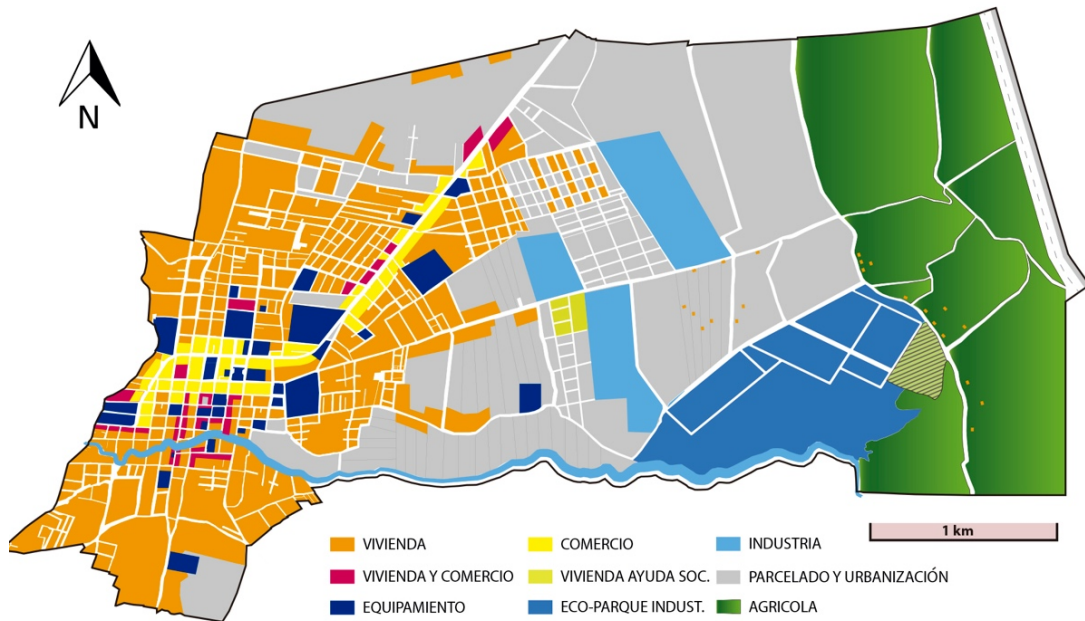 N
1 km
VIVIENDA
COMERCIO
INDUSTRIA
VIVIENDA Y COMERCIO
VIVIENDA AYUDA SOC.
PARCELADO Y URBANIZACIÓN
EQUIPAMIENTO
ECO-PARQUE INDUST.
AGRICOLA